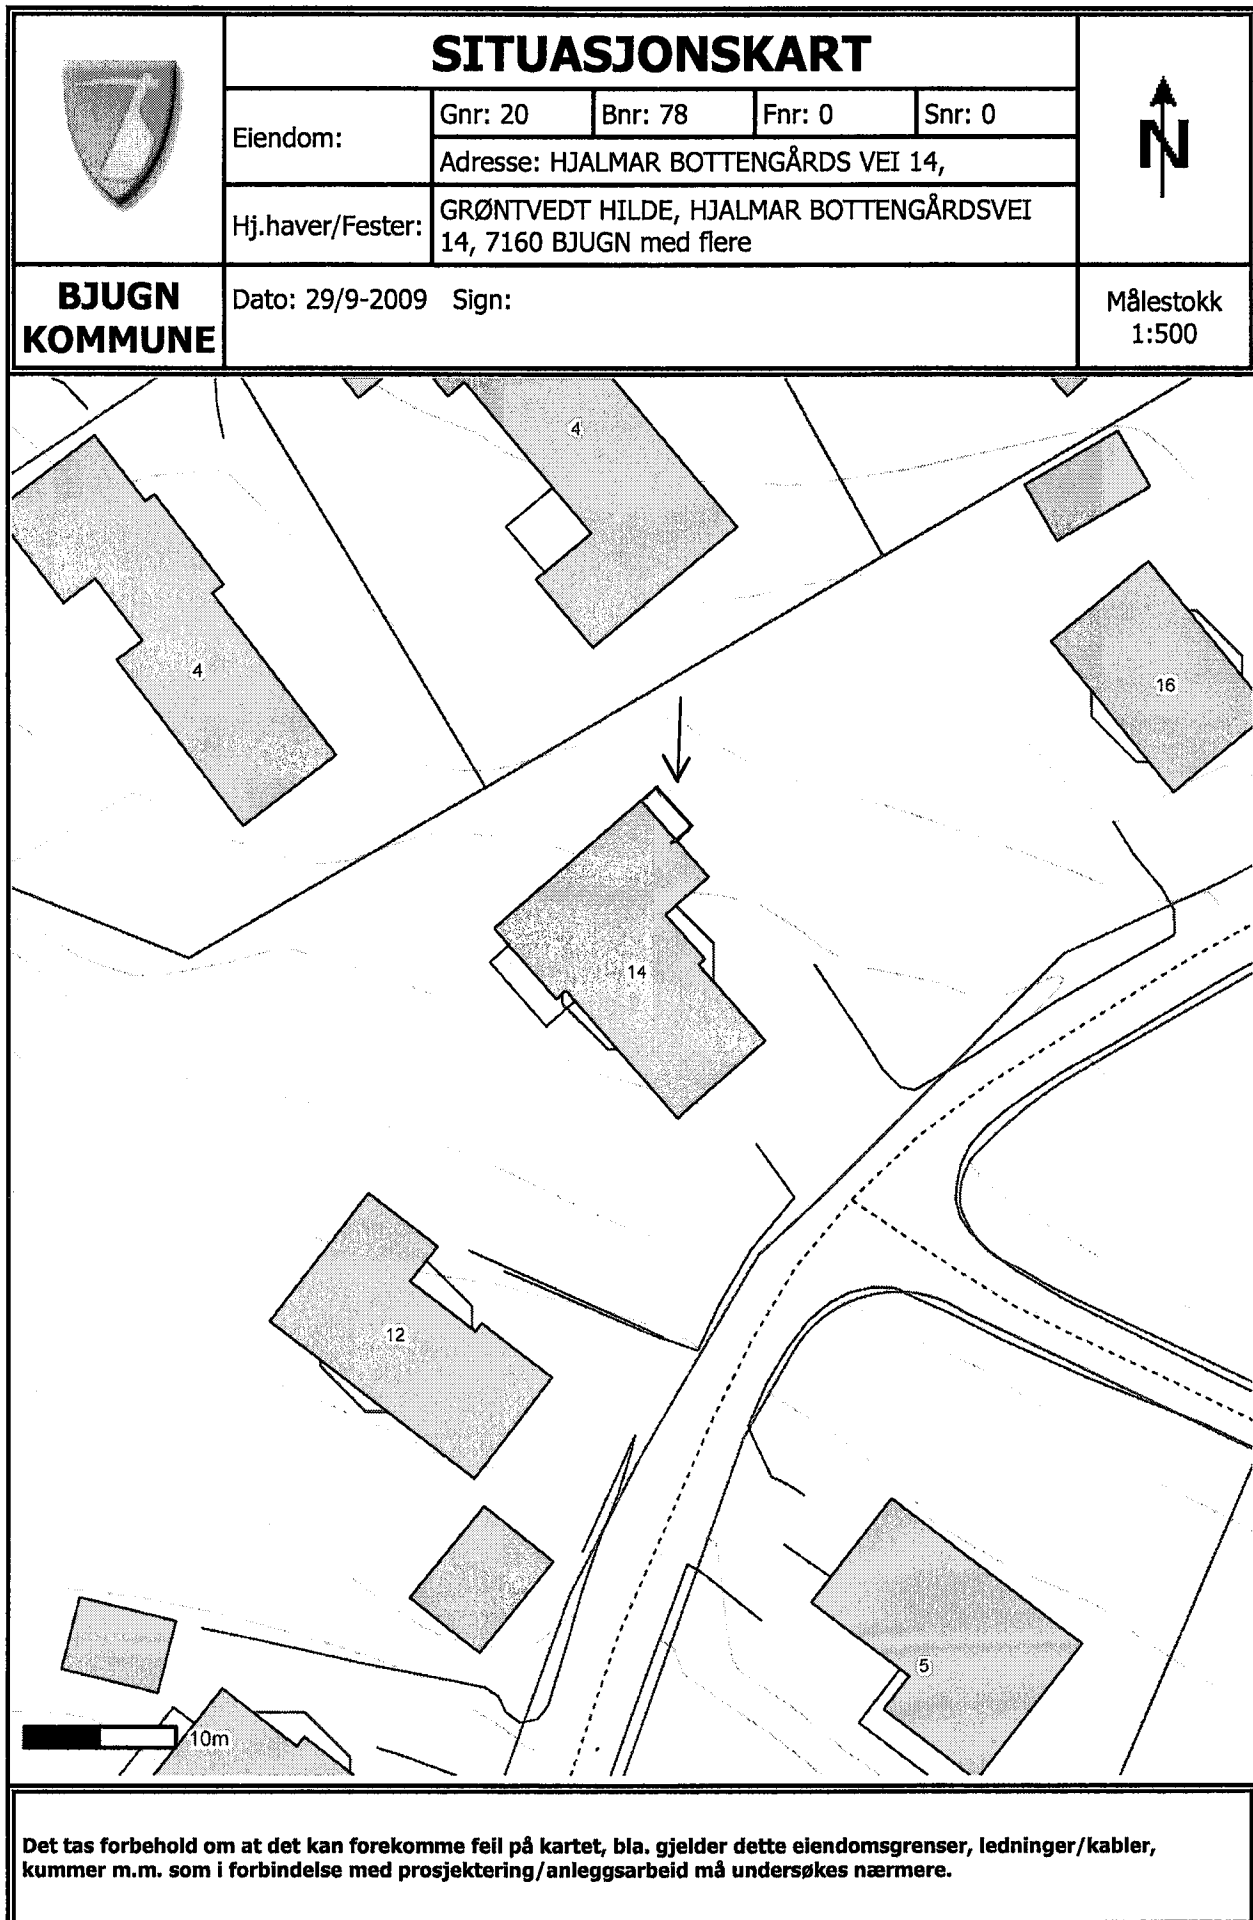 SITUASJONSKART
Eiendom:
Gnr: 20
Bnr: 78
Fnr: 0
Snr: 0
Adresse: HJALMAR BOTTENGÅRDS VEI 14,
Hj.haver/Fester:
GRØNTVEDT HILDE, HJALMAR BOTTENGÅRDSVEI
14, 7160 BJUGN med flere
N
BJUGN
KOMMUNE
Dato: 29/9-2009 Sign:
Målestokk
1:500
4
4
16
14
12
5
10m
Det tas forbehold om at det kan forekomme feil på kartet, bla. gjelder dette eiendomsgrenser, ledninger/kabler,
kummer m.m. som i forbindelse med prosjektering/anleggsarbeid må undersøkes nærmere.